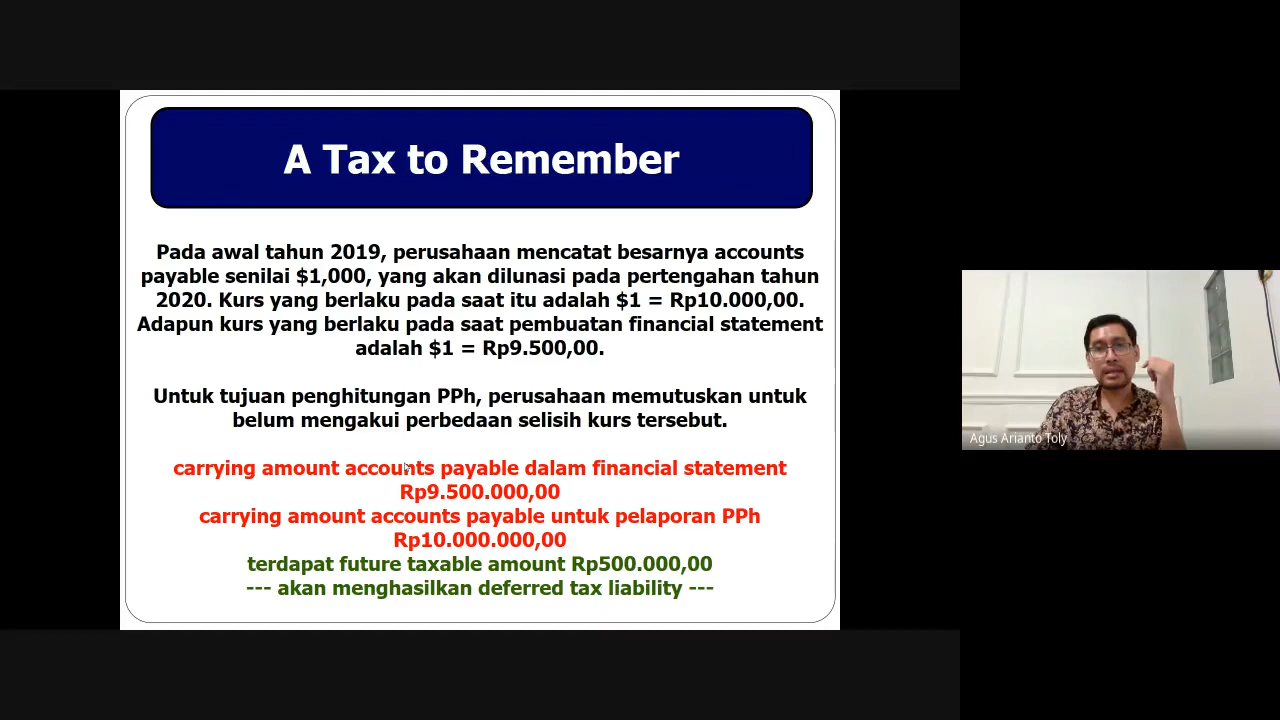 A Tax to Remember
Pada awal tahun 2019, perusahaan mencatat besarnya accounts
payable senilai $1,000, yang akan dilunasi pada pertengahan tahun
2020. Kurs yang berlaku pada saat itu adalah $1 = Rp10.000,00.
Adapun kurs yang berlaku pada saat pembuatan financial statement
adalah $1 = Rp9.500,00.
Untuk tujuan penghitungan PPh, perusahaan memutuskan untuk
belum mengakui perbedaan selisih kurs tersebut.
carrying amount accounts payable dalam financial statement
Rp9.500.000,00
carrying amount accounts payable untuk pelaporan PPh
Rp10.000.000,00
terdapat future taxable amount Rp500.000,00
--- akan menghasilkan deferred tax liability ---
Agus Arianto Toly